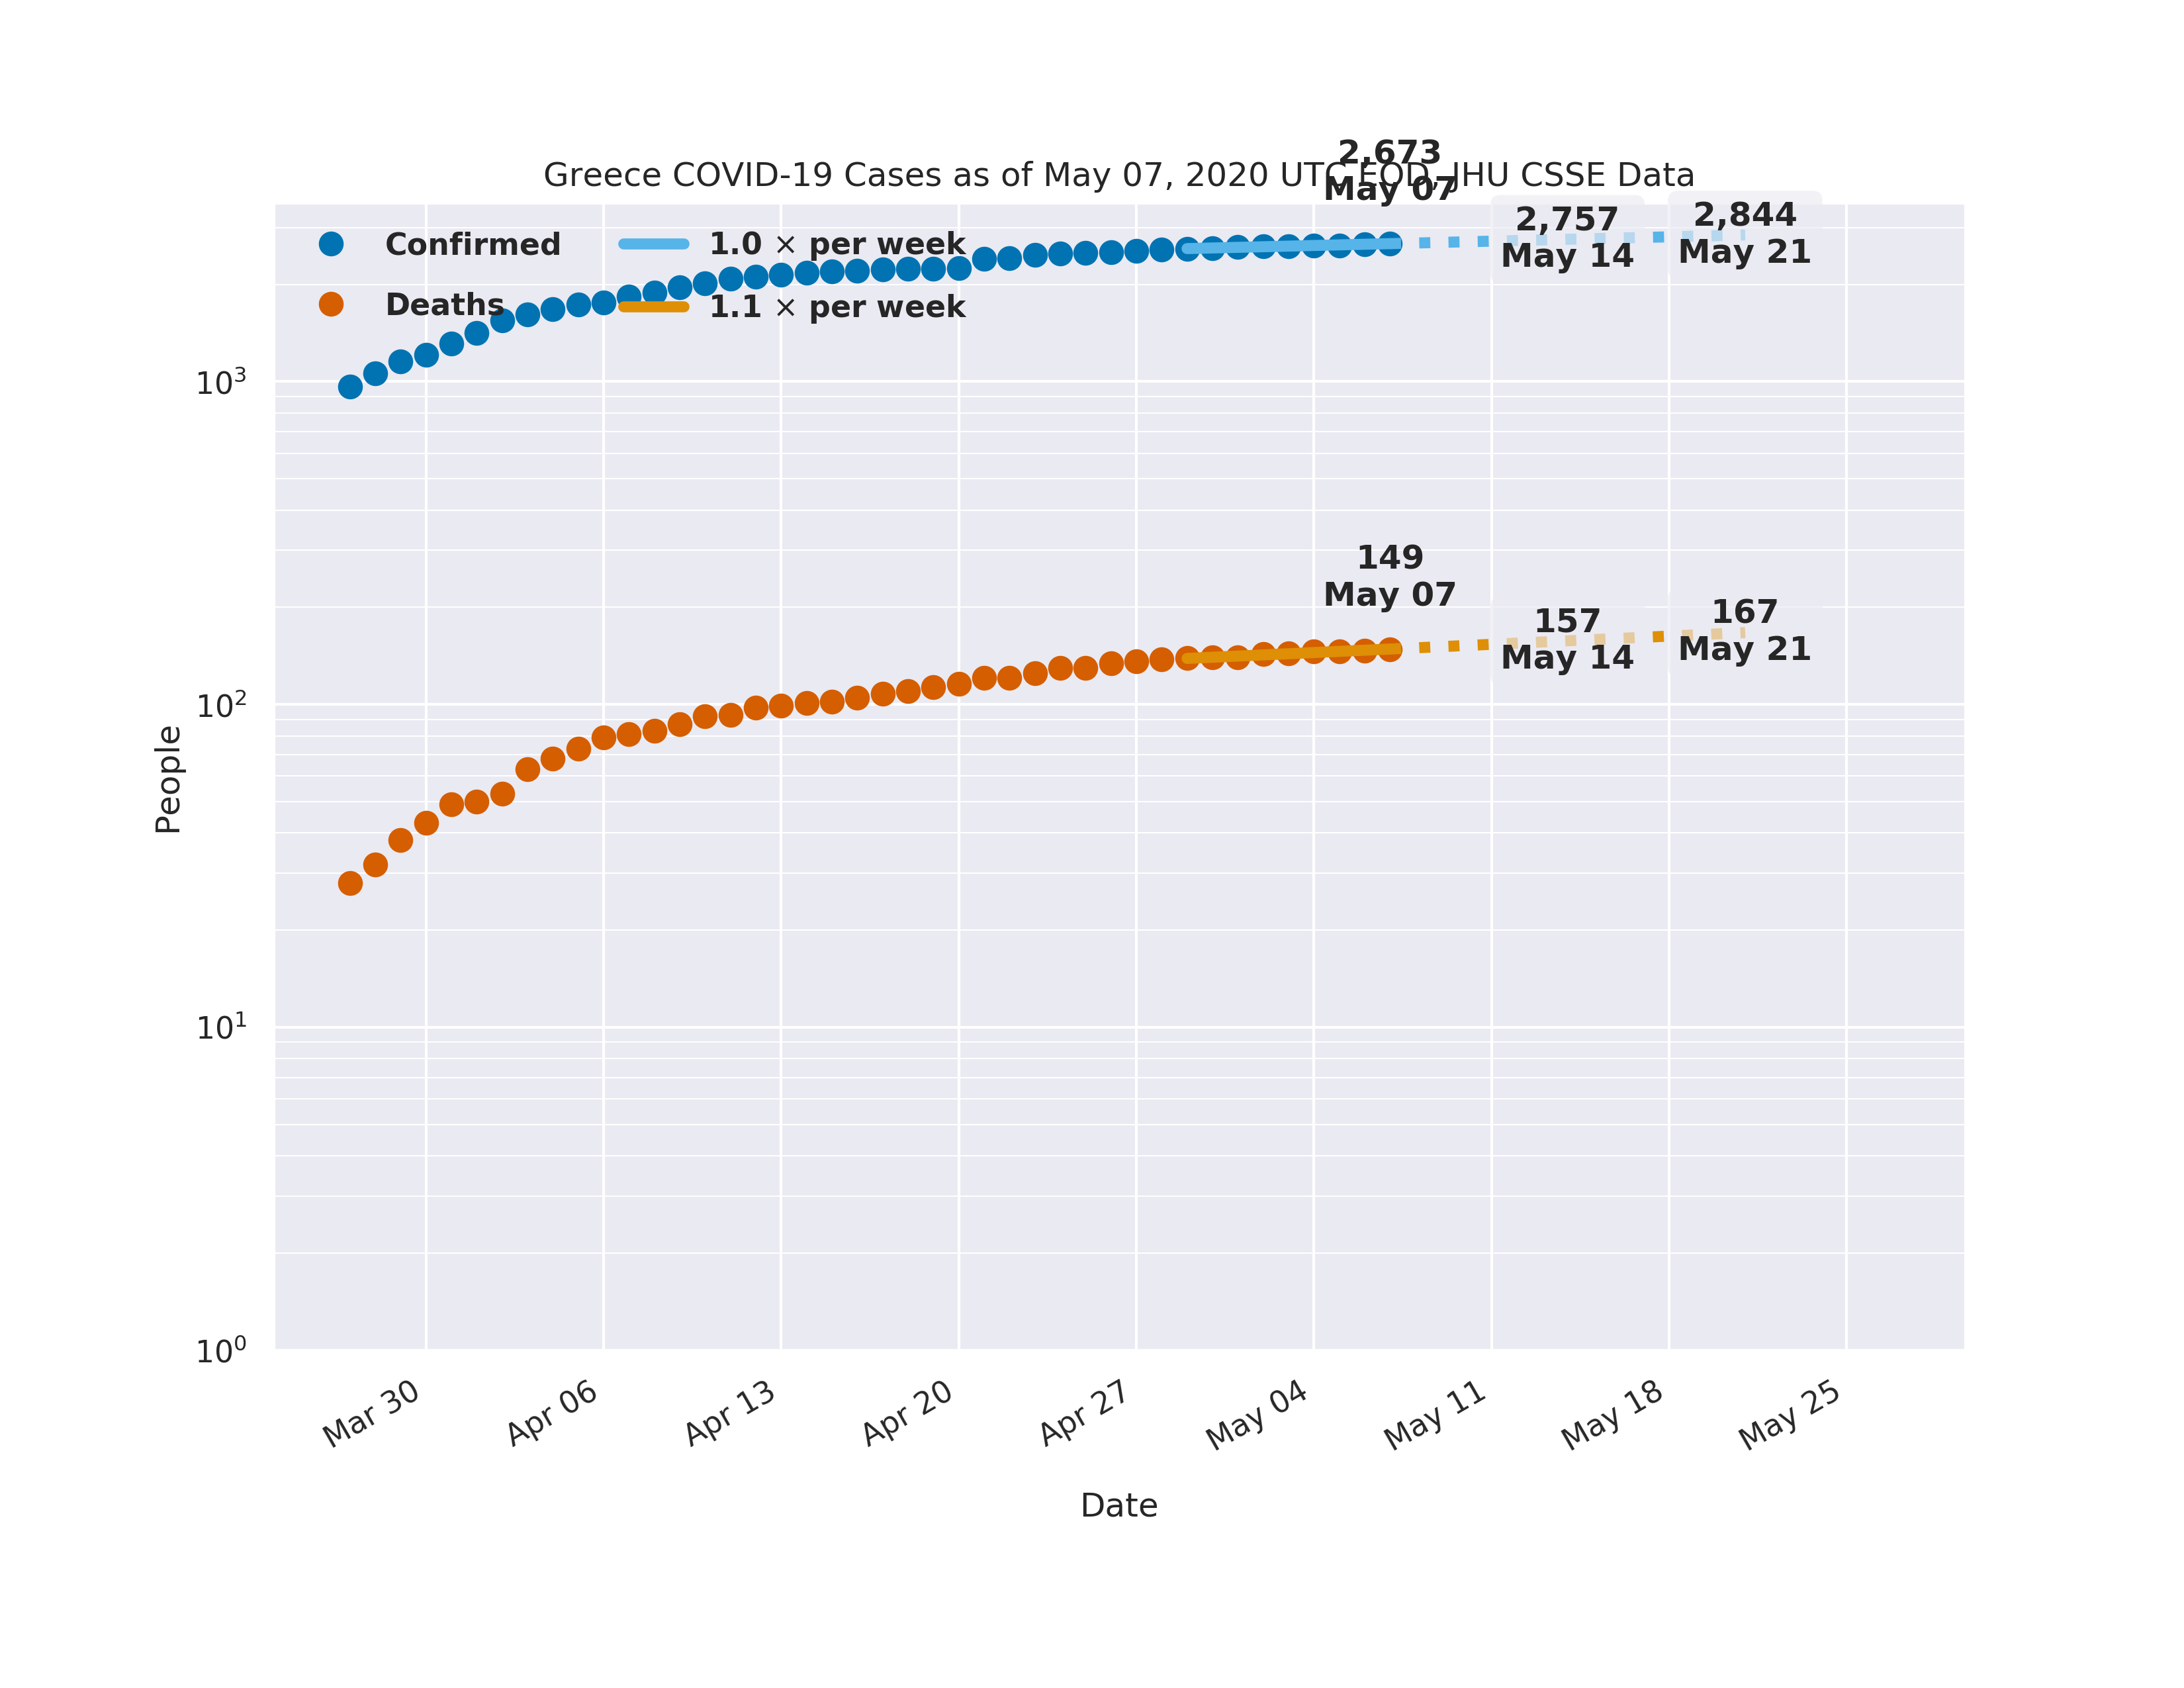 2,673
May 07
Greece COVID-19 Cases as of May 07, 2020 UTC EOD, JHU CSSE Data
2,757
May 14
2,844
May 21
Confirmed
Deaths
1.0 × per week
1.1 × per week
149
May 07
157
May 14
167
May 21
10³
10²
10¹
10⁰
People
Mar 30
Apr 06
Apr 13
Apr 20
Apr 27
May 04
May 11
May 18
May 25
Date